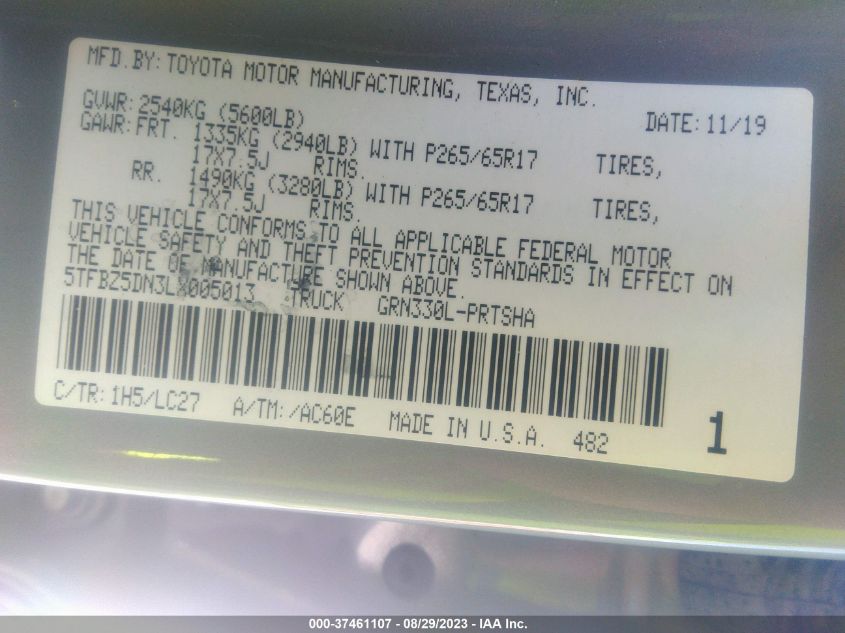 MFD.BY:TOYOTA MOTOR MANUFACTURING, TEXAS, INC.
GVWR:2540KG (5600LB) DATE:11/19
GAWR:FRT. 1335KG (2940LB) WITH P265/65R17 TIRES,
17X7.5J RIMS.
RR. 1490KG (3280LB) WITH P265/65R17 TIRES,
17X7.5J RIMS.
THIS VEHICLE CONFORMS TO ALL APPLICABLE FEDERAL MOTOR
VEHICLE SAFETY AND THEFT PREVENTION STANDARDS IN EFFECT ON
THE DATE OF MANUFACTURE SHOWN ABOVE.
5TFBZ5DN3LX005013 TRUCK GRN330L-PRTSHA
C/TR:1H5/LC27 A/TM:/AC60E MADE IN U.S.A. 482 1
000-37461107 - 08/29/2023 - IAA Inc.